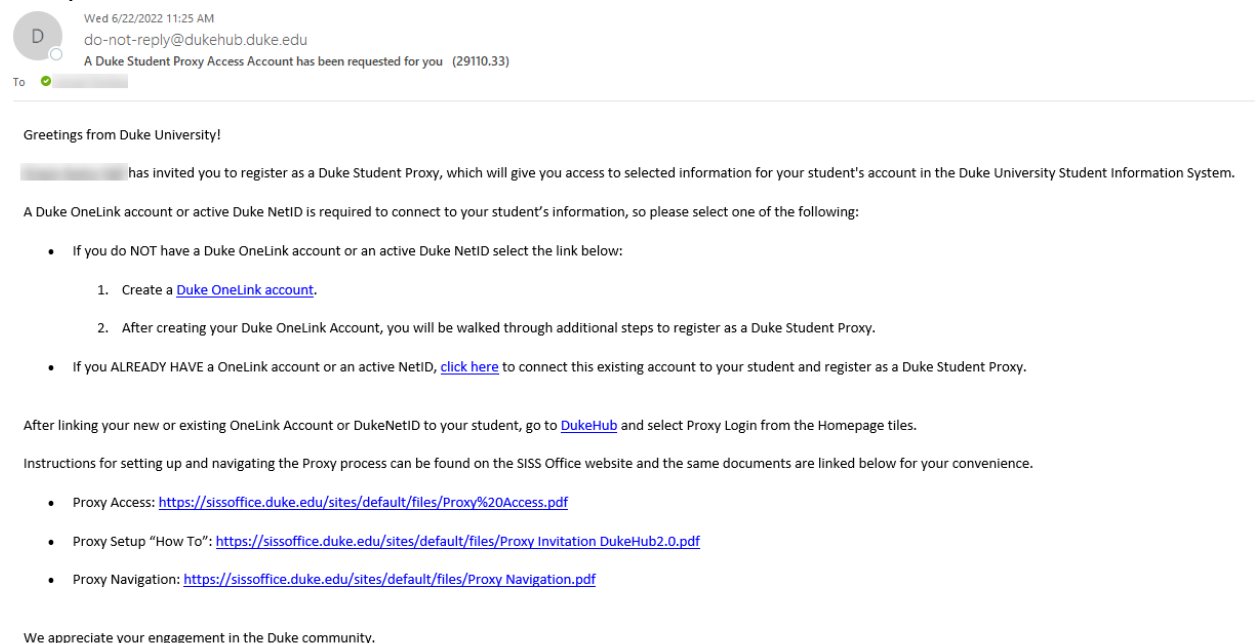 Wed 6/22/2022 11:25 AM
D
do-not-reply@dukehub.duke.edu
A Duke Student Proxy Access Account has been requested for you (29110.33)
To
Greetings from Duke University!
has invited you to register as a Duke Student Proxy, which will give you access to selected information for your student's account in the Duke University Student Information System.
A Duke OneLink account or active Duke NetID is required to connect to your student's information, so please select one of the following:
• If you do NOT have a Duke OneLink account or an active Duke NetID select the link below:
1. Create a Duke OneLink account.
2. After creating your Duke OneLink Account, you will be walked through additional steps to register as a Duke Student Proxy.
• If you ALREADY HAVE a OneLink account or an active NetID, click here to connect this existing account to your student and register as a Duke Student Proxy.
After linking your new or existing OneLink Account or DukeNetID to your student, go to DukeHub and select Proxy Login from the Homepage tiles.
Instructions for setting up and navigating the Proxy process can be found on the SISS Office website and the same documents are linked below for your convenience.
• Proxy Access: https://sissoffice.duke.edu/sites/default/files/Proxy%20Access.pdf
• Proxy Setup “How To”: https://sissoffice.duke.edu/sites/default/files/Proxy Invitation DukeHub2.0.pdf
• Proxy Navigation: https://sissoffice.duke.edu/sites/default/files/Proxy Navigation.pdf
We appreciate your engagement in the Duke community.